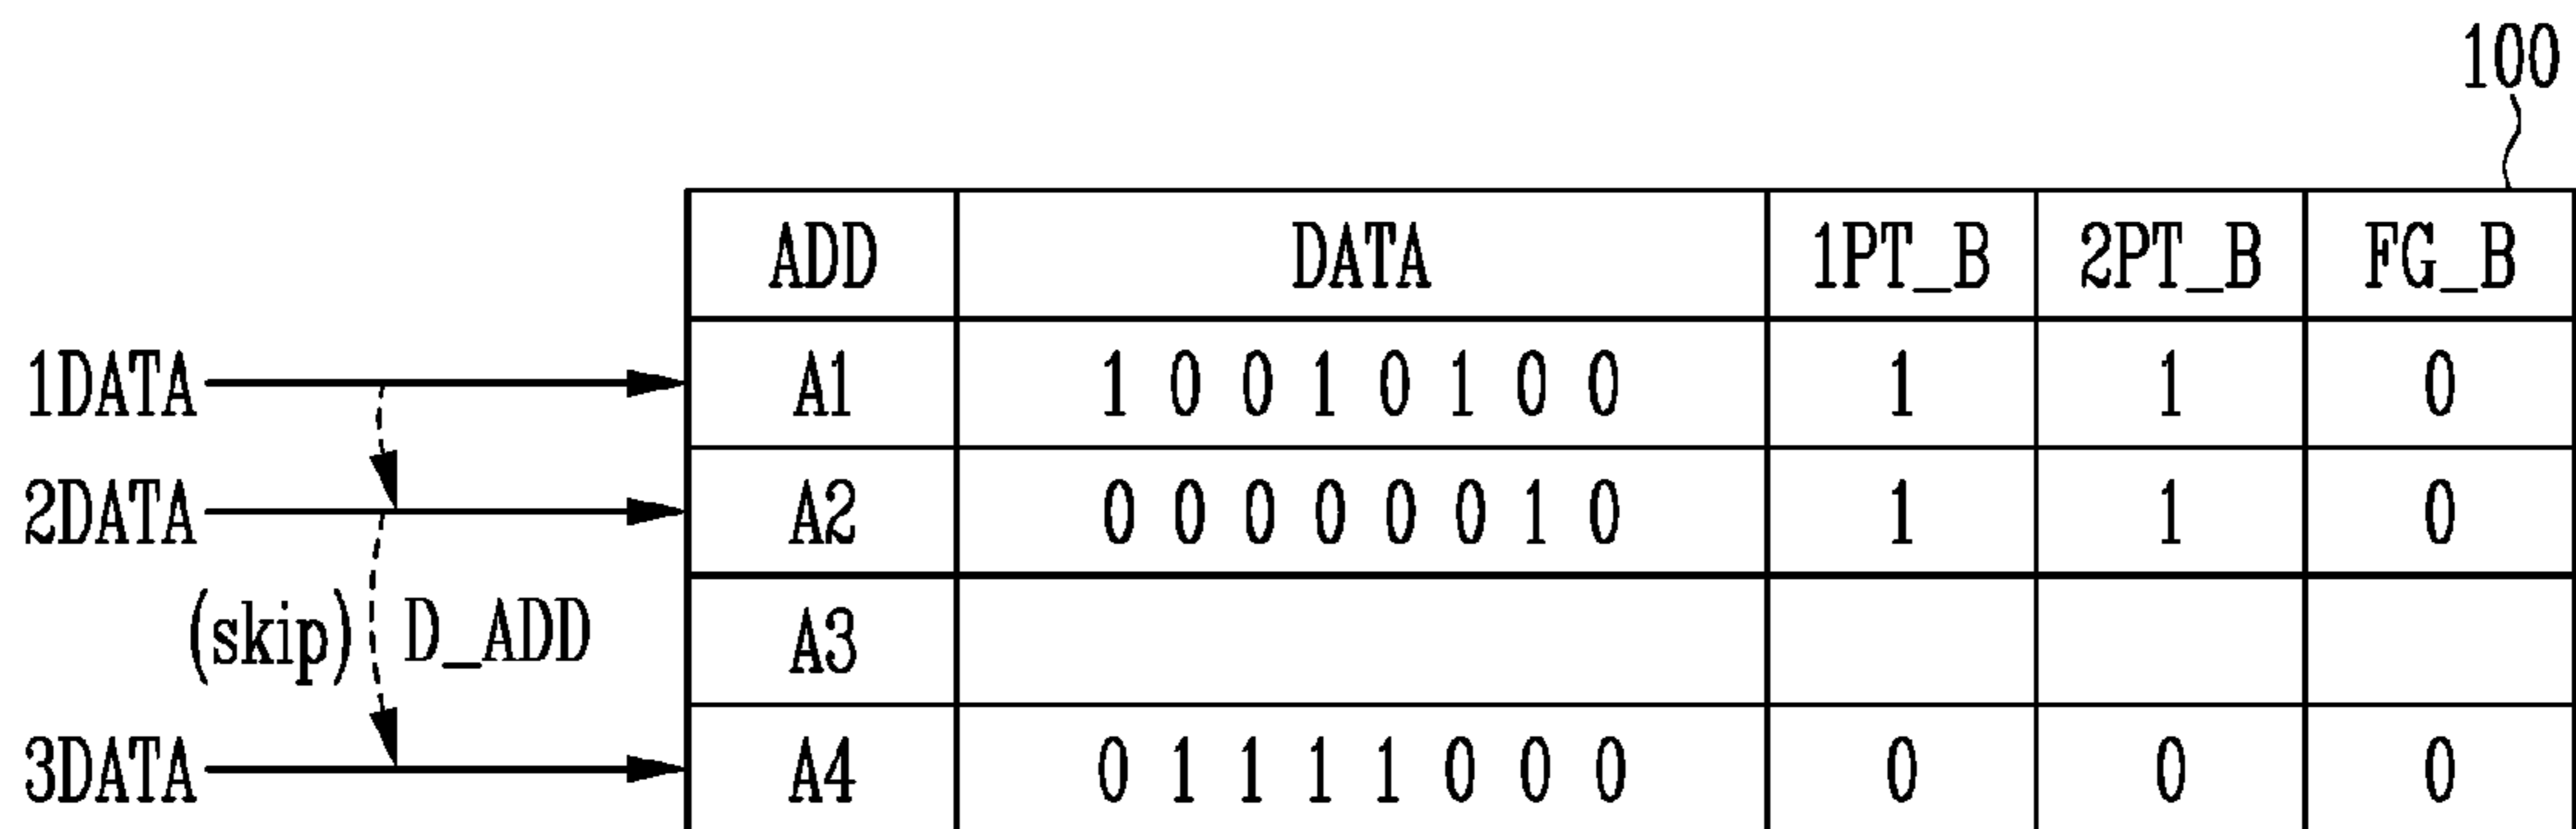 100
ADD DATA 1PT_B 2PT_B FG_B
1DATA A1 1 0 0 1 0 1 0 0 1 1 0
2DATA A2 0 0 0 0 0 0 1 0 1 1 0
(skip) D_ADD A3
3DATA A4 0 1 1 1 1 0 0 0 0 0 0